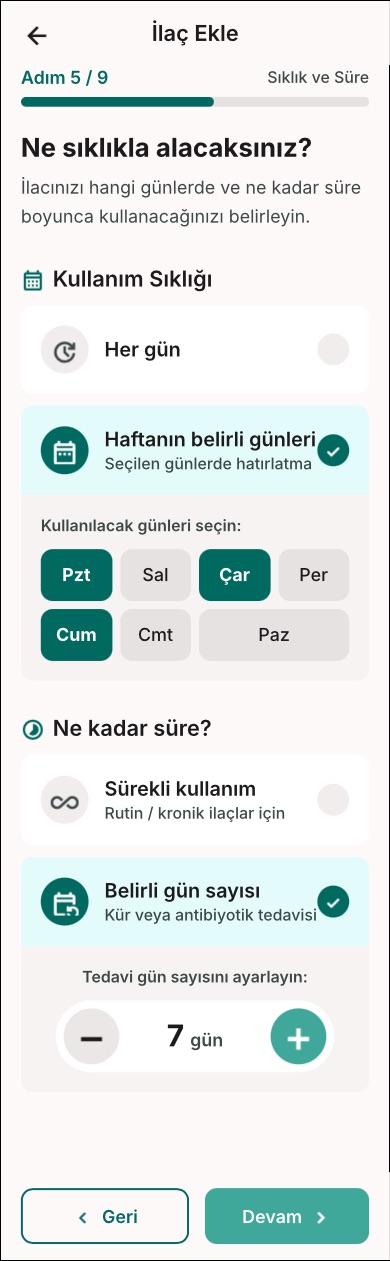 İlaç Ekle
Adım 5 / 9
Sıklık ve Süre
Ne sıklıkla alacaksınız?
İlacınızı hangi günlerde ve ne kadar süre
boyunca kullanacağınızı belirleyin.
Kullanım Sıklığı
Her gün
Haftanın belirli günleri
Seçilen günlerde hatırlatma
Kullanılacak günleri seçin:
Pzt Sal Çar Per
Cum Cmt Paz
Ne kadar süre?
Sürekli kullanım
Rutin / kronik ilaçlar için
Belirli gün sayısı
Kür veya antibiyotik tedavisi
Tedavi gün sayısını ayarlayın:
7 gün
Geri
Devam